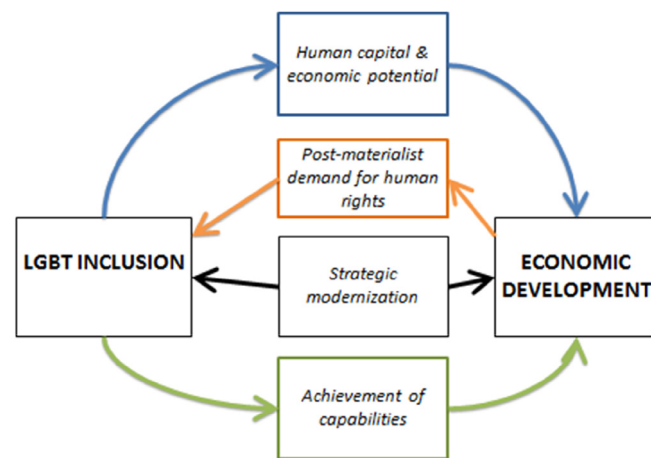 Human capital &
economic potential
Post-materialist
demand for human
rights
LGBT INCLUSION
Strategic
modernization
ECONOMIC
DEVELOPMENT
Achievement of
capabilities